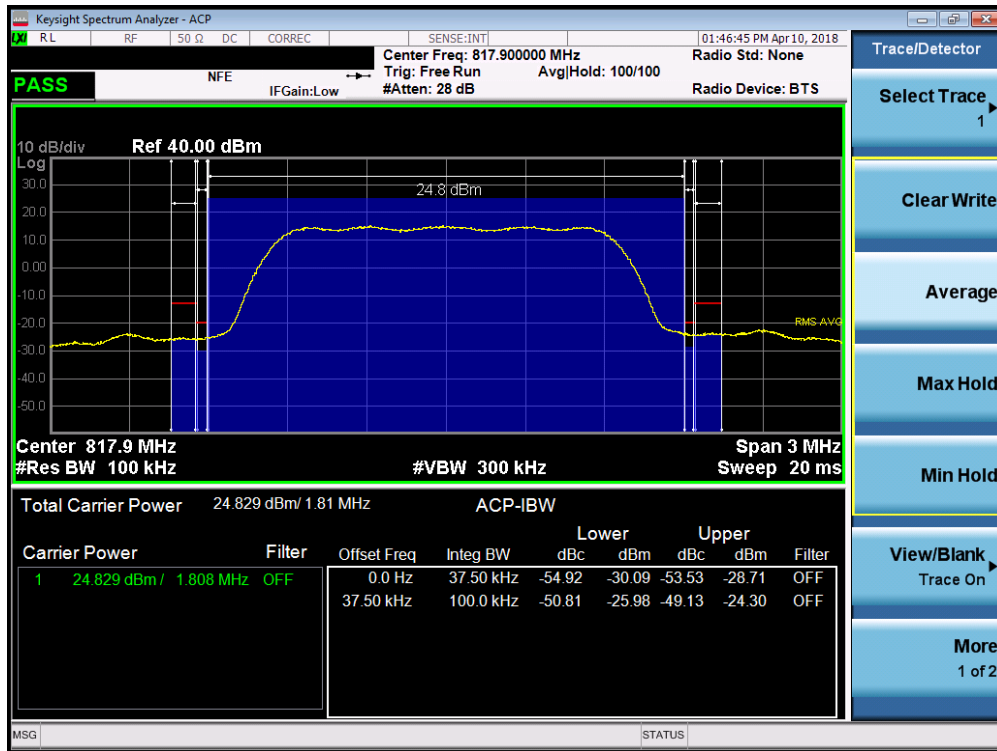 Keysight Spectrum Analyzer - ACP
LXI RL RF 50 Ω DC CORREC SENSE:INT 01:46:45 PM Apr 10, 2018
Center Freq: 817.900000 MHz Radio Std: None
NFE Trig: Free Run Avg|Hold: 100/100
PASS IFGain:Low #Atten: 28 dB Radio Device: BTS
10 dB/div Ref 40.00 dBm
Log
30.0
24.8 dBm
20.0
10.0
0.00
-10.0
-20.0
RMS AVG
-30.0
-40.0
-50.0
Center 817.9 MHz Span 3 MHz
#Res BW 100 kHz #VBW 300 kHz Sweep 20 ms
Total Carrier Power 24.829 dBm/ 1.81 MHz ACP-IBW
Lower Upper
Carrier Power Filter Offset Freq Integ BW dBc dBm dBc dBm Filter
1 24.829 dBm / 1.808 MHz OFF 0.0 Hz 37.50 kHz -54.92 -30.09 -53.53 -28.71 OFF
37.50 kHz 100.0 kHz -50.81 -25.98 -49.13 -24.30 OFF
MSG STATUS
Trace/Detector
Select Trace
1
Clear Write
Average
Max Hold
Min Hold
View/Blank
Trace On
More
1 of 2